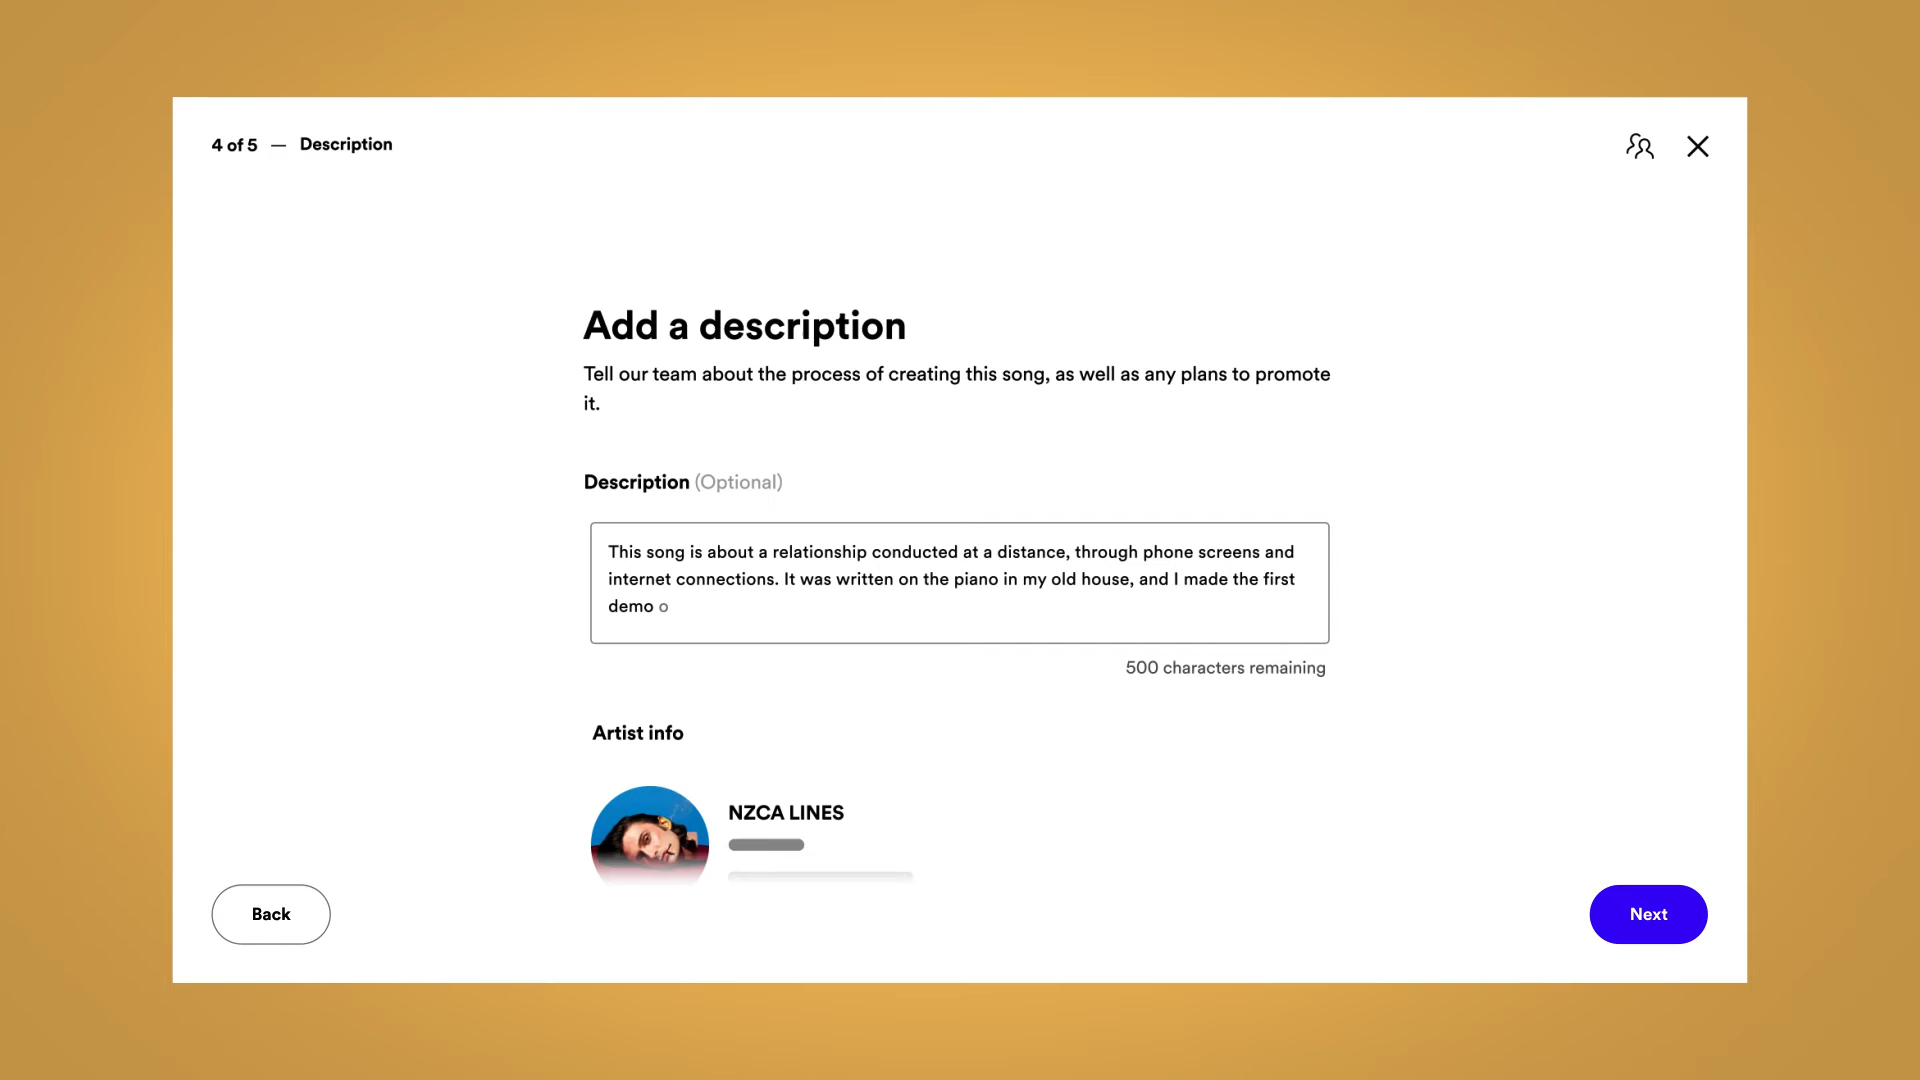 4 of 5 — Description
Add a description
Tell our team about the process of creating this song, as well as any plans to promote
it.
Description (Optional)
This song is about a relationship conducted at a distance, through phone screens and
internet connections. It was written on the piano in my old house, and I made the first
demo o
500 characters remaining
Artist info
NZCA LINES
Back
Next